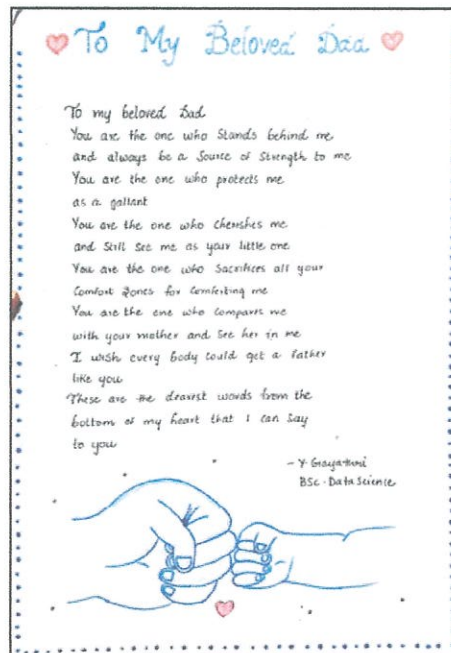 To My Beloved Dad
To my beloved Dad
You are the one who Stands behind me
and always be a Source of Strength to me
You are the one who protects me
as a gallant
You are the one who cherishes me
and Still See me as your little one
You are the one who Sacrifices all your
Comfort Zones for comforting me
You are the one who compares me
with your mother and See her in me
I wish every body could get a father
like you
These are the dearest words from the
bottom of my heart that I can say
to you
- Y. Gayathri
BSc - Data Science